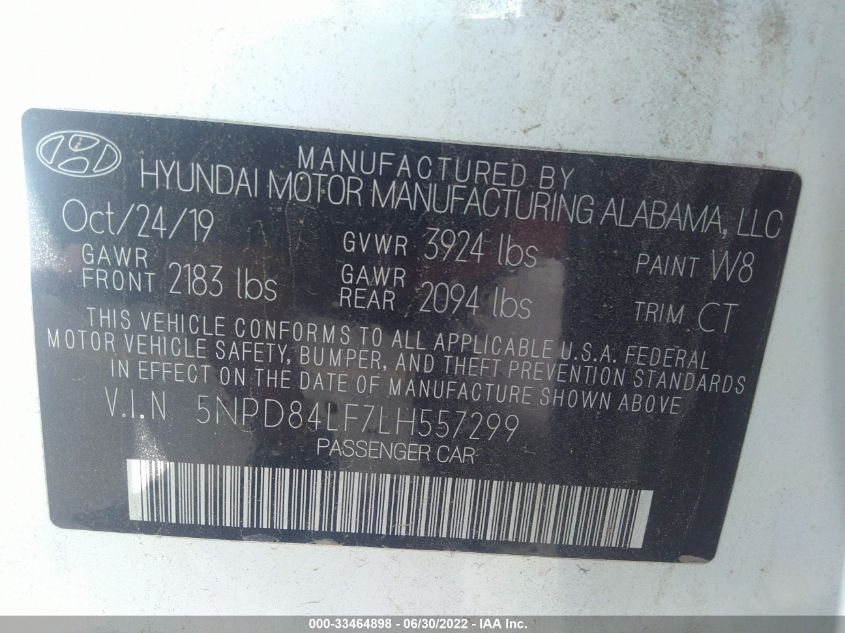 MANUFACTURED BY
HYUNDAI MOTOR MANUFACTURING ALABAMA, LLC
Oct/24/19 GVWR 3924 lbs PAINT W8
GAWR FRONT 2183 lbs GAWR REAR 2094 lbs TRIM CT
THIS VEHICLE CONFORMS TO ALL APPLICABLE U.S.A. FEDERAL
MOTOR VEHICLE SAFETY, BUMPER, AND THEFT PREVENTION STANDARDS
IN EFFECT ON THE DATE OF MANUFACTURE SHOWN ABOVE.
V.I.N 5NPD84LF7LH557299
PASSENGER CAR
000-33464898 - 06/30/2022 - © IAA, Inc.